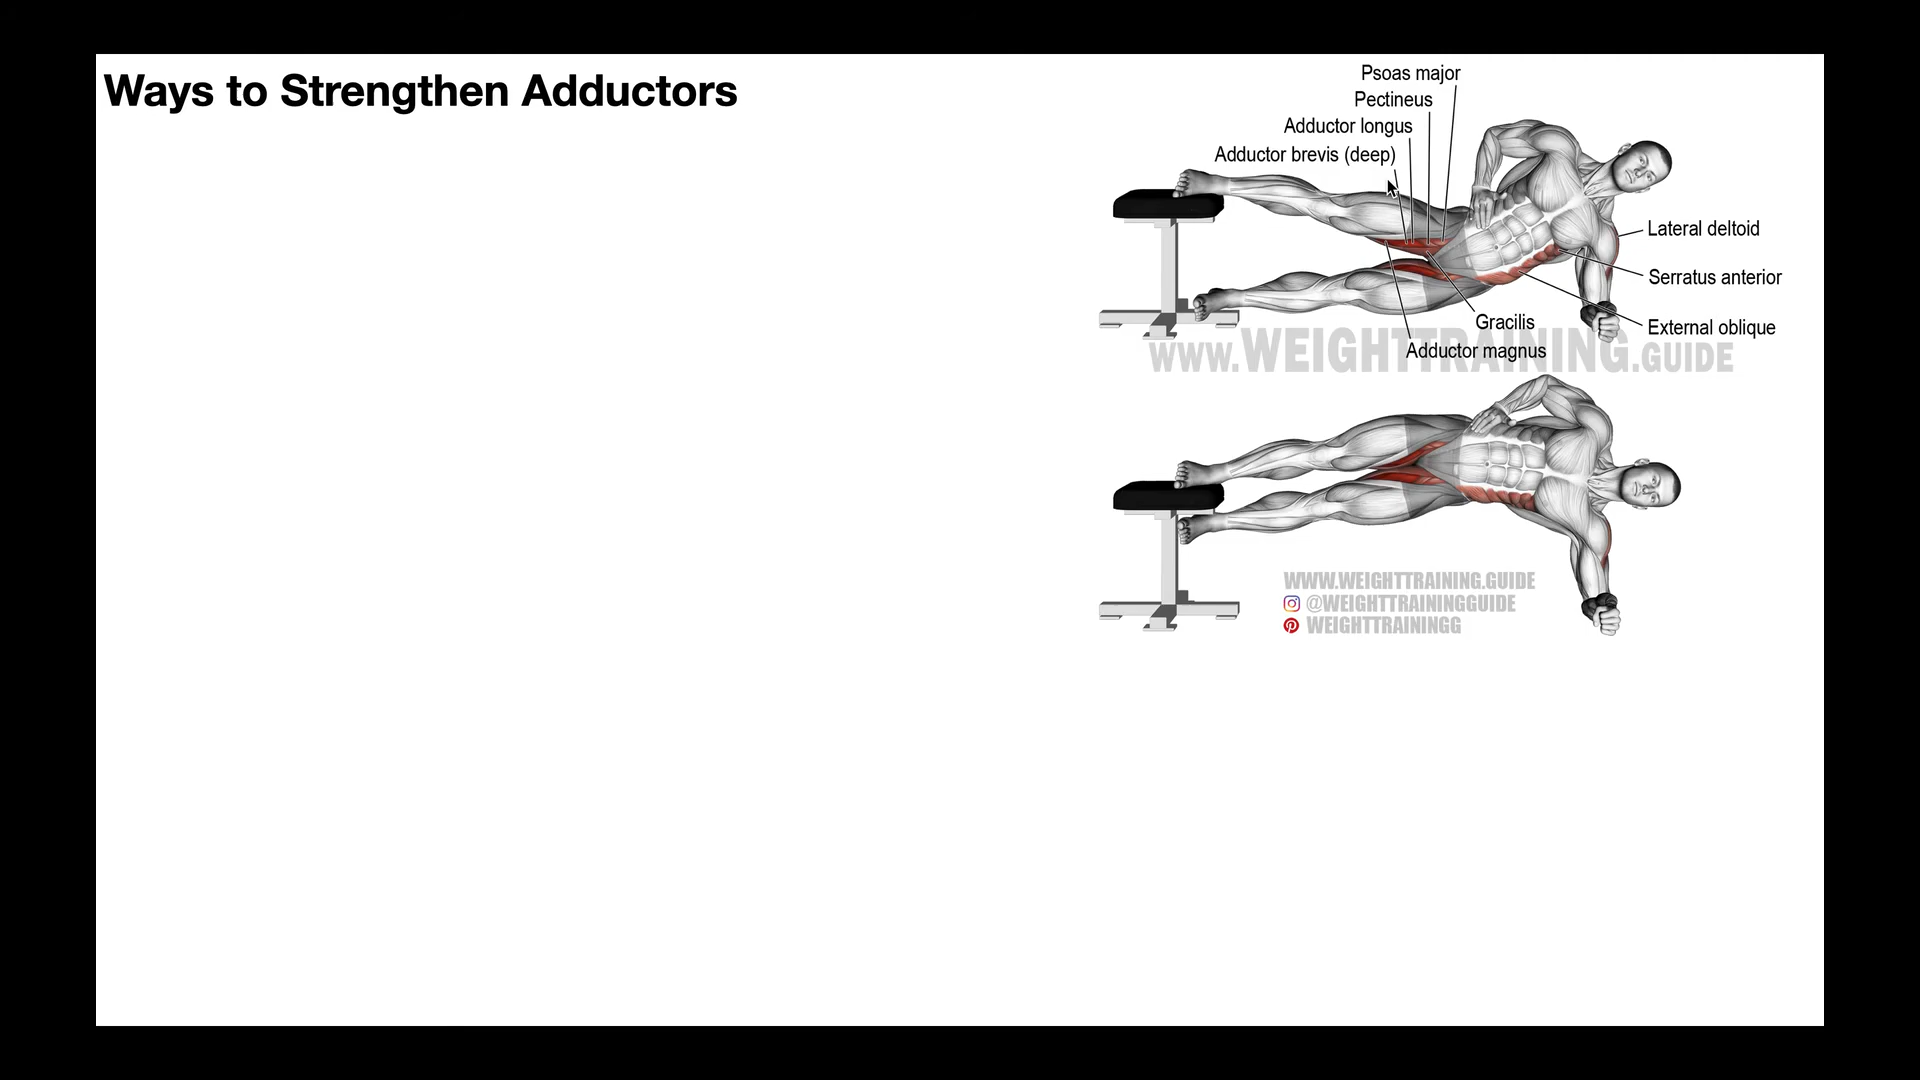 Ways to Strengthen Adductors
Psoas major
Pectineus
Adductor longus
Adductor brevis (deep)
Lateral deltoid
Serratus anterior
External oblique
Gracilis
Adductor magnus
WWW.WEIGHTTRAINING.GUIDE
WWW.WEIGHTTRAINING.GUIDE
@WEIGHTTRAININGGUIDE
WEIGHTTRAININGG